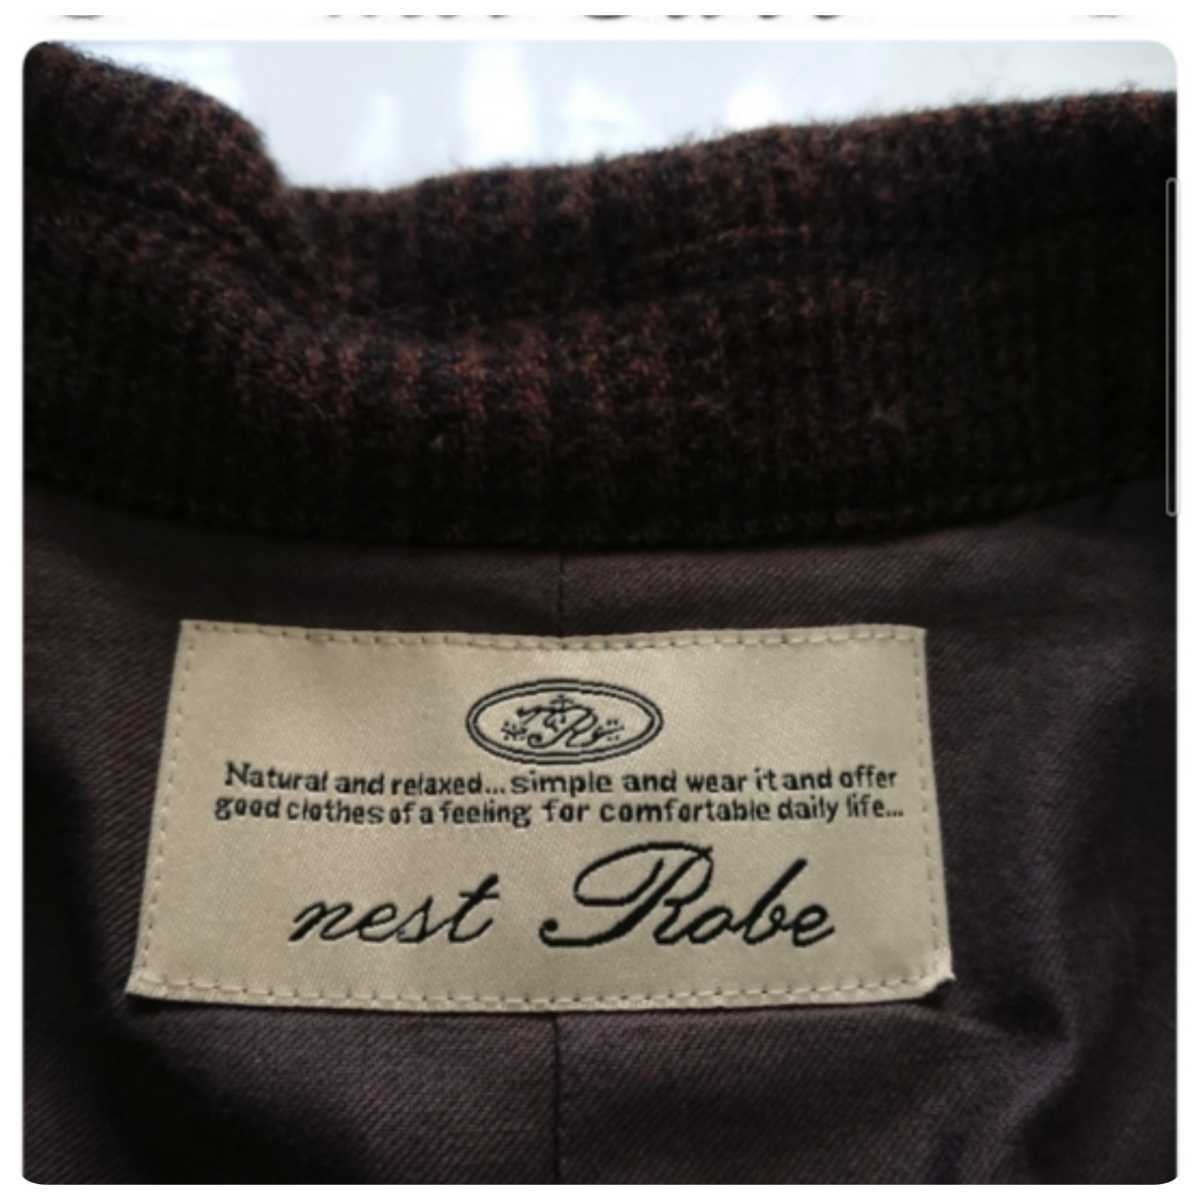 Natural and relaxed...simple and wear it and offer
good clothes of a feeling for comfortable daily life...
nest Robe